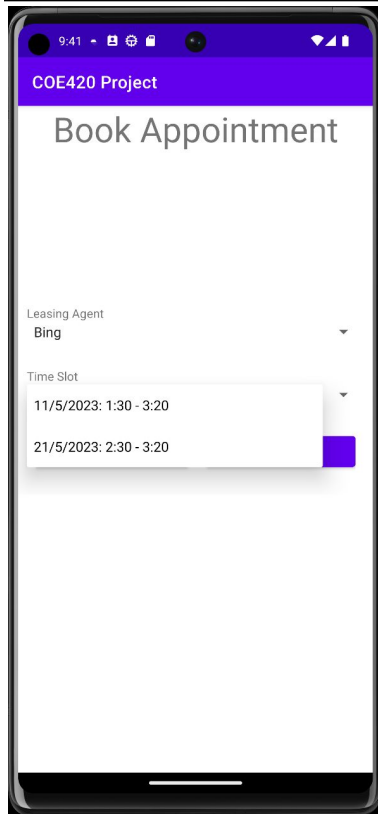 9:41
COE420 Project
Book Appointment
Leasing Agent
Bing
Time Slot
11/5/2023: 1:30 - 3:20
21/5/2023: 2:30 - 3:20